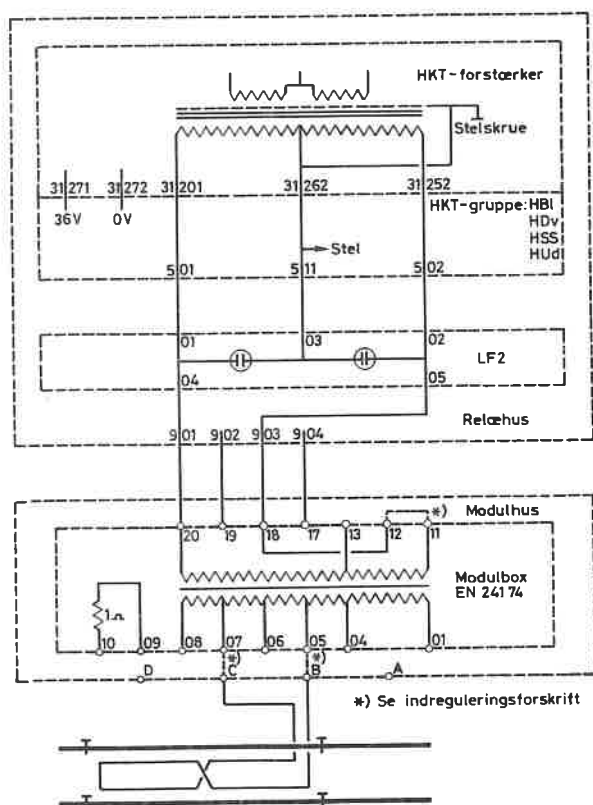 HKT-forstærker
Stelskrue
31 271 31 272 31 201 31 262 31 252
36V 0V
HKT-gruppe: HBl
HDv
HSS
HUd
Stel
5 01 5 11 5 02
01 03 02
LF2
04 05
Relæhus
9 01 9 02 9 03 9 04
*) Modulhus
20 19 18 17 13 12 11
Modulbox
EN 24174
1Ω
10 09 08 07 06 05 04 01
*) *)
D C B A
*) Se indreguleringsforskrift